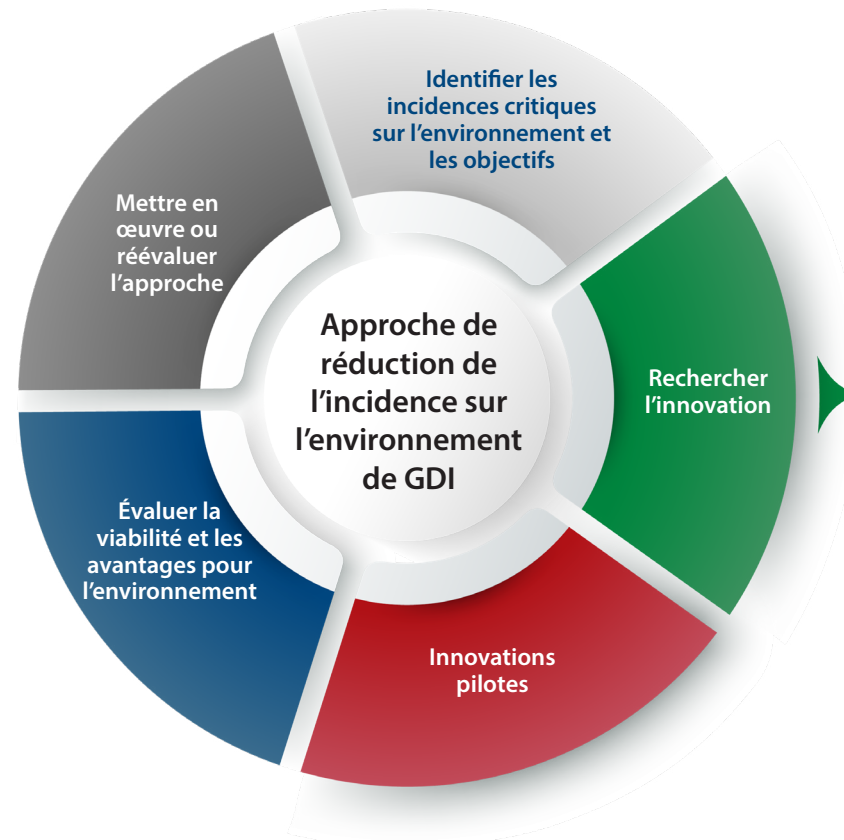 Identifier les
incidences critiques
sur l’environnement et
les objectifs
Rechercher
l’innovation
Innovations
pilotes
Évaluer la
viabilité et les
avantages pour
l’environnement
Mettre en
œuvre ou
réévaluer
l’approche
Approche de
réduction de
l’incidence sur
l’environnement
de GDI